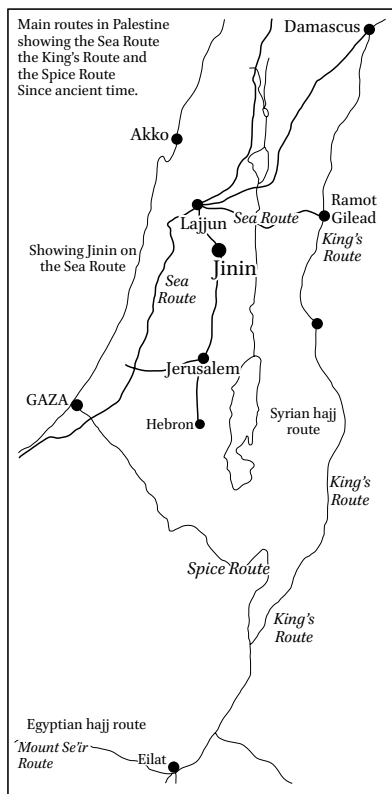 Main routes in Palestine
showing the Sea Route
the King's Route and
the Spice Route
Since ancient time.
Damascus
Akko
Lajjun
Sea Route
Ramot
Gilead
King's
Route
Showing Jinin on
the Sea Route
Jinin
Sea
Route
Jerusalem
GAZA
Hebron
Syrian hajj
route
King's
Route
Spice Route
King's
Route
Egyptian hajj route
Mount Se'ir
Route
Eilat